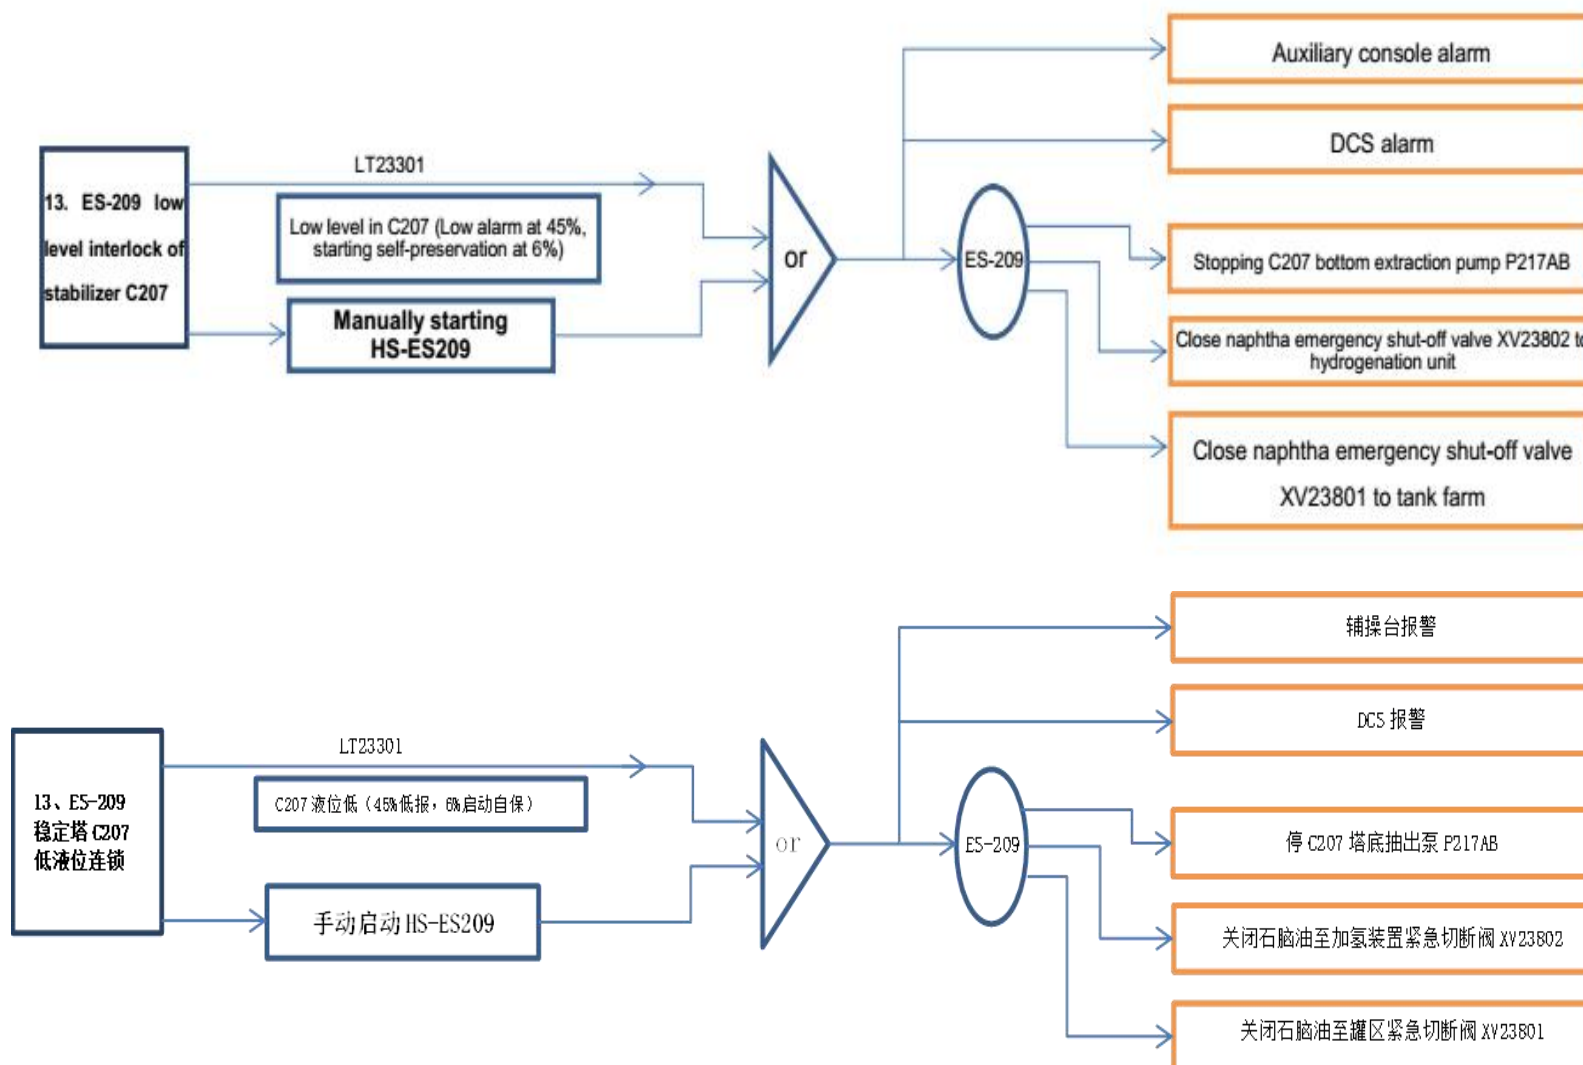 Auxiliary console alarm
DCS alarm
LT23301
13. ES-209 low
level interlock of
stabilizer C207
Low level in C207 (Low alarm at 45%,
starting self-preservation at 6%)
Manually starting
HS-ES209
or
ES-209
Stopping C207 bottom extraction pump P217AB
Close naphtha emergency shut-off valve XV23802 to
hydrogenation unit
Close naphtha emergency shut-off valve
XV23801 to tank farm
辅操台报警
DCS 报警
LT23301
13、ES-209
稳定塔 C207
低液位连锁
C207 液位低（45%低报，6%启动自保）
手动启动 HS-ES209
or
ES-209
停 C207 塔底抽出泵 P217AB
关闭石脑油至加氢装置紧急切断阀 XV23802
关闭石脑油至罐区紧急切断阀 XV23801